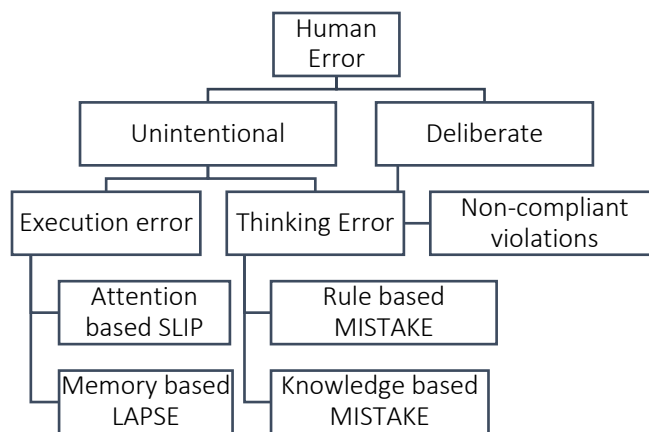 Human
Error
Unintentional
Deliberate
Execution error
Thinking Error
Non-compliant
violations
Attention
based SLIP
Rule based
MISTAKE
Memory based
LAPSE
Knowledge based
MISTAKE